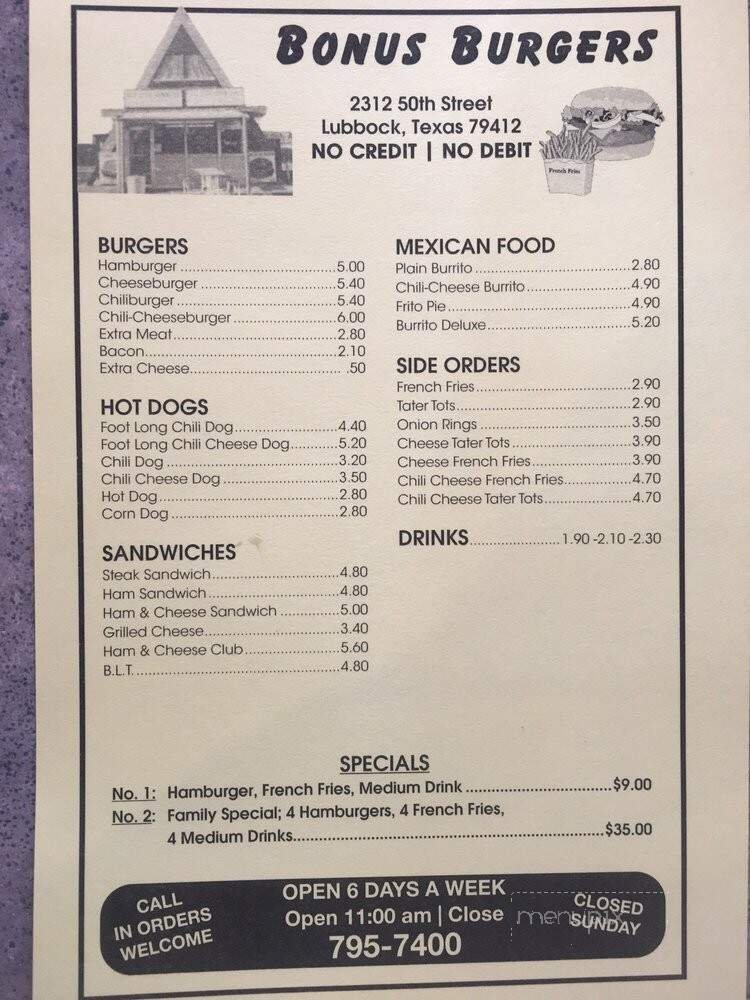 BONUS BURGERS
2312 50th Street
Lubbock, Texas 79412
NO CREDIT | NO DEBIT
French Fries
BURGERS
Hamburger ....................................5.00
Cheeseburger ...............................5.40
Chiliburger ....................................5.40
Chili-Cheeseburger .......................6.00
Extra Meat.....................................2.80
Bacon............................................2.10
Extra Cheese................................. .50
HOT DOGS
Foot Long Chili Dog.......................4.40
Foot Long Chili Cheese Dog..........5.20
Chili Dog .......................................3.20
Chili Cheese Dog ..........................3.50
Hot Dog.........................................2.80
Corn Dog ......................................2.80
SANDWICHES
Steak Sandwich.............................4.80
Ham Sandwich ..............................4.80
Ham & Cheese Sandwich .............5.00
Grilled Cheese...............................3.40
Ham & Cheese Club......................5.60
B.L.T. ..............................................4.80
MEXICAN FOOD
Plain Burrito ...................................2.80
Chili-Cheese Burrito........................4.90
Frito Pie..........................................4.90
Burrito Deluxe.................................5.20
SIDE ORDERS
French Fries...................................2.90
Tater Tots.......................................2.90
Onion Rings ..................................3.50
Cheese Tater Tots ...........................3.90
Cheese French Fries.......................3.90
Chili Cheese French Fries................4.70
Chili Cheese Tater Tots....................4.70
DRINKS.....................1.90 -2.10 -2.30
SPECIALS
No. 1: Hamburger, French Fries, Medium Drink ................................$9.00
No. 2: Family Special; 4 Hamburgers, 4 French Fries,
4 Medium Drinks......................................................................$35.00
CALL
IN ORDERS
WELCOME
OPEN 6 DAYS A WEEK
Open 11:00 am | Close
795-7400
CLOSED
SUNDAY
menupix